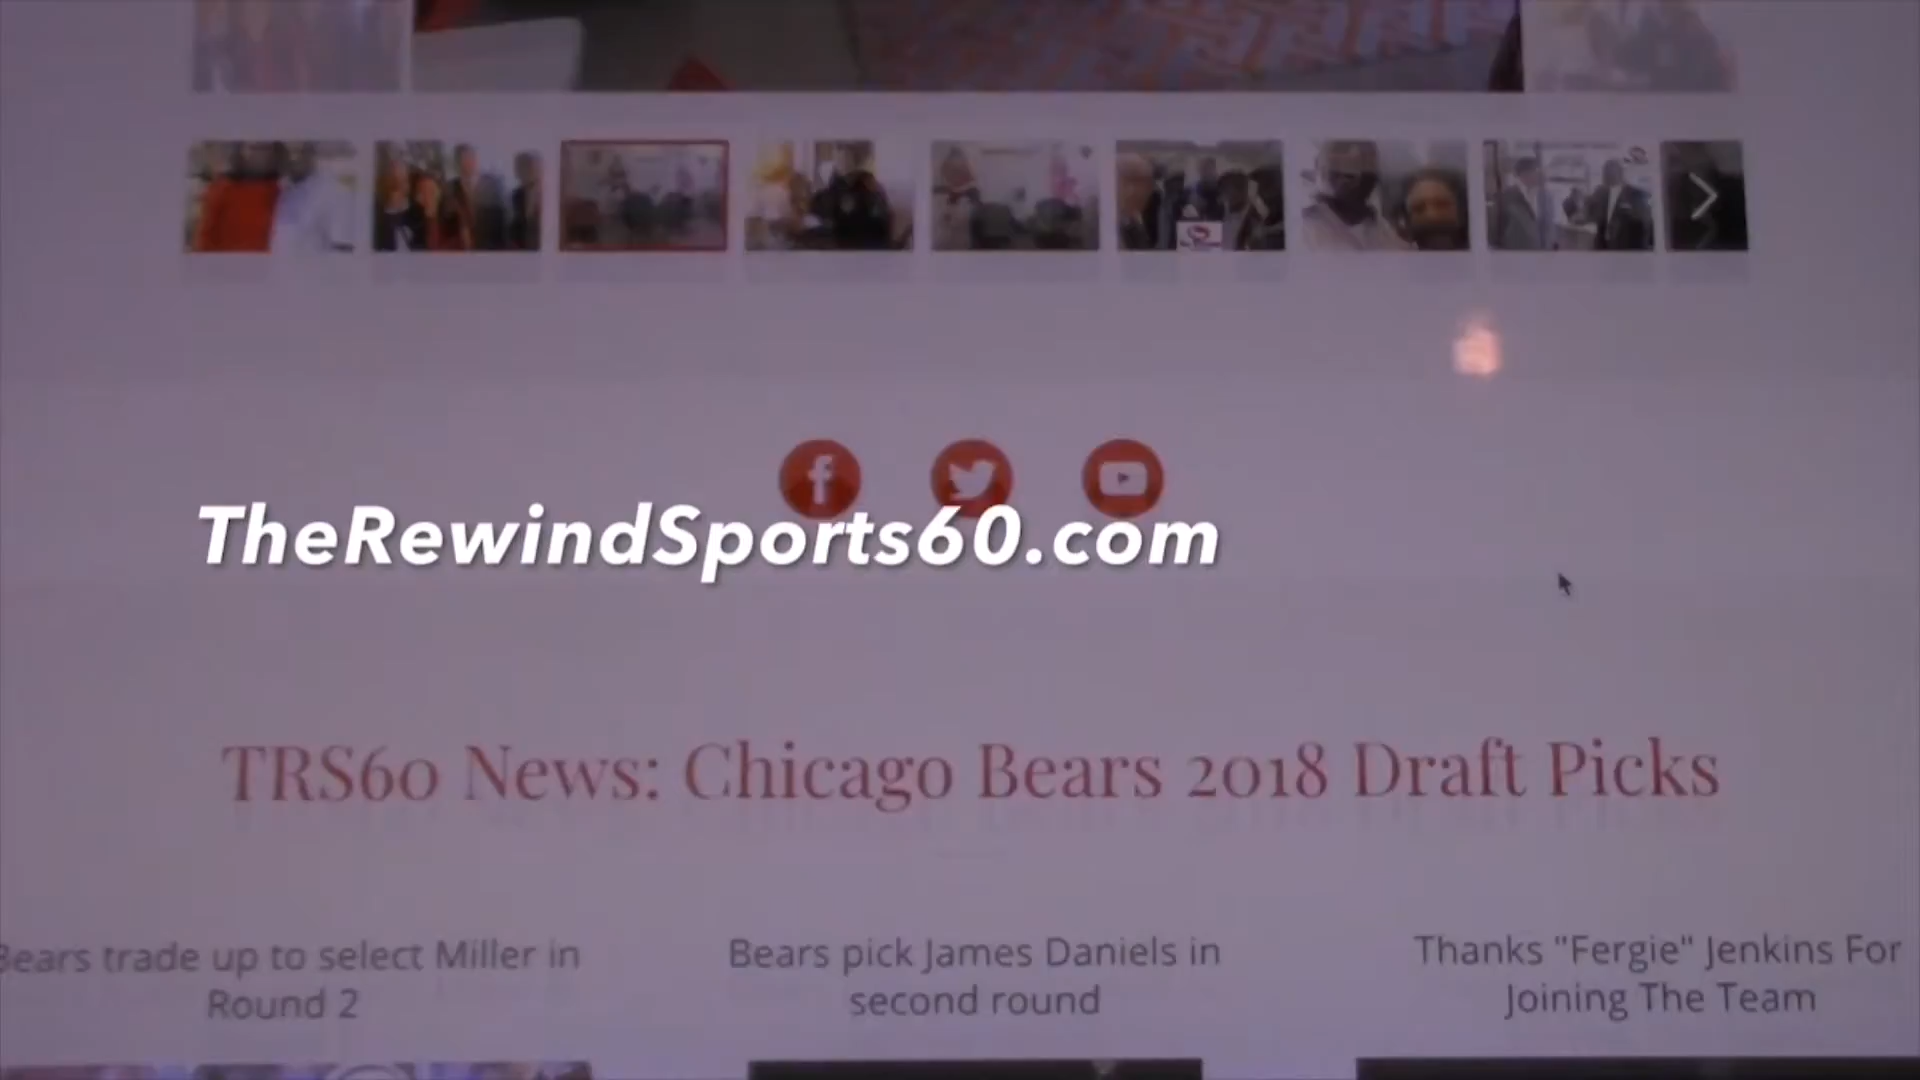 TheRewindSports60.com
TRS60 News: Chicago Bears 2018 Draft Picks
Bears trade up to select Miller in
Round 2
Bears pick James Daniels in
second round
Thanks "Fergie" Jenkins For
Joining The Team